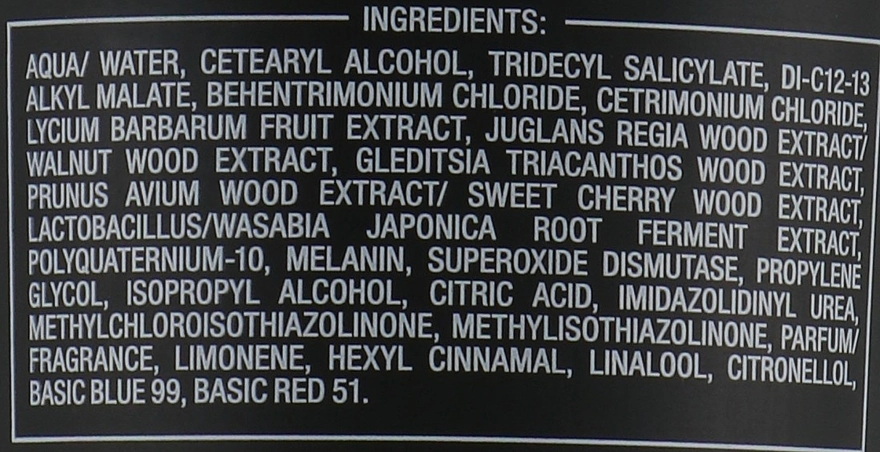 INGREDIENTS:
AQUA/ WATER, CETEARYL ALCOHOL, TRIDECYL SALICYLATE, DI-C12-13
ALKYL MALATE, BEHENTRIMONIUM CHLORIDE, CETRIMONIUM CHLORIDE,
LYCIUM BARBARUM FRUIT EXTRACT, JUGLANS REGIA WOOD EXTRACT/
WALNUT WOOD EXTRACT, GLEDITSIA TRIACANTHOS WOOD EXTRACT,
PRUNUS AVIUM WOOD EXTRACT/ SWEET CHERRY WOOD EXTRACT,
LACTOBACILLUS/WASABIA JAPONICA ROOT FERMENT EXTRACT,
POLYQUATERNIUM-10, MELANIN, SUPEROXIDE DISMUTASE, PROPYLENE
GLYCOL, ISOPROPYL ALCOHOL, CITRIC ACID, IMIDAZOLIDINYL UREA,
METHYLCHLOROISOTHIAZOLINONE, METHYLISOTHIAZOLINONE, PARFUM/
FRAGRANCE, LIMONENE, HEXYL CINNAMAL, LINALOOL, CITRONELLOL,
BASIC BLUE 99, BASIC RED 51.